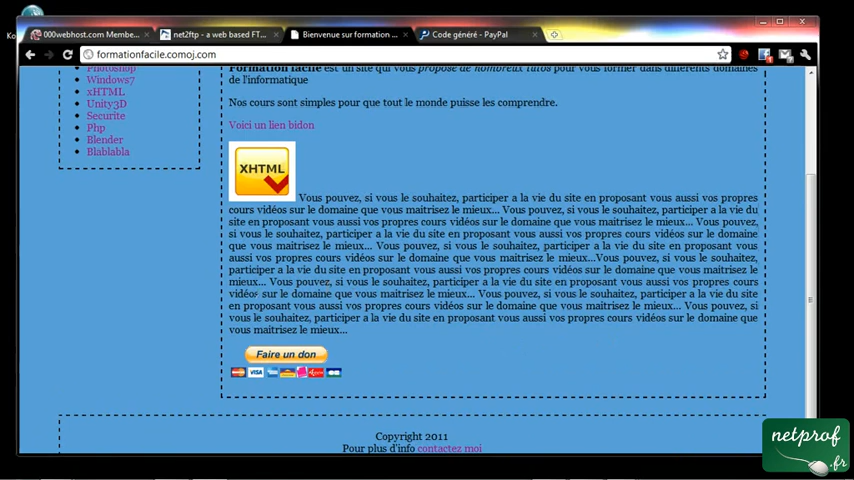 000webhost.com Membe...
net2ftp - a web based FT...
Bienvenue sur formation ...
Code généré - PayPal
formationfacile.comoj.com
Photoshop
Windows7
xHTML
Unity3D
Securite
Php
Blender
Blablabla
Formation facile est un site qui vous propose de nombreux tutos pour vous former dans différents domaines
de l'informatique
Nos cours sont simples pour que tout le monde puisse les comprendre.
Voici un lien bidon
XHTML
Vous pouvez, si vous le souhaitez, participer a la vie du site en proposant vous aussi vos propres
cours vidéos sur le domaine que vous maitrisez le mieux... Vous pouvez, si vous le souhaitez, participer a la vie du
site en proposant vous aussi vos propres cours vidéos sur le domaine que vous maitrisez le mieux... Vous pouvez,
si vous le souhaitez, participer a la vie du site en proposant vous aussi vos propres cours vidéos sur le domaine
que vous maitrisez le mieux... Vous pouvez, si vous le souhaitez, participer a la vie du site en proposant vous
aussi vos propres cours vidéos sur le domaine que vous maitrisez le mieux...Vous pouvez, si vous le souhaitez,
participer a la vie du site en proposant vous aussi vos propres cours vidéos sur le domaine que vous maitrisez le
mieux... Vous pouvez, si vous le souhaitez, participer a la vie du site en proposant vous aussi vos propres cours
vidéos sur le domaine que vous maitrisez le mieux... Vous pouvez, si vous le souhaitez, participer a la vie du site
en proposant vous aussi vos propres cours vidéos sur le domaine que vous maitrisez le mieux... Vous pouvez, si
vous le souhaitez, participer a la vie du site en proposant vous aussi vos propres cours vidéos sur le domaine que
vous maitrisez le mieux...
Faire un don
VISA
Copyright 2011
Pour plus d'info contactez moi
netprof
.fr